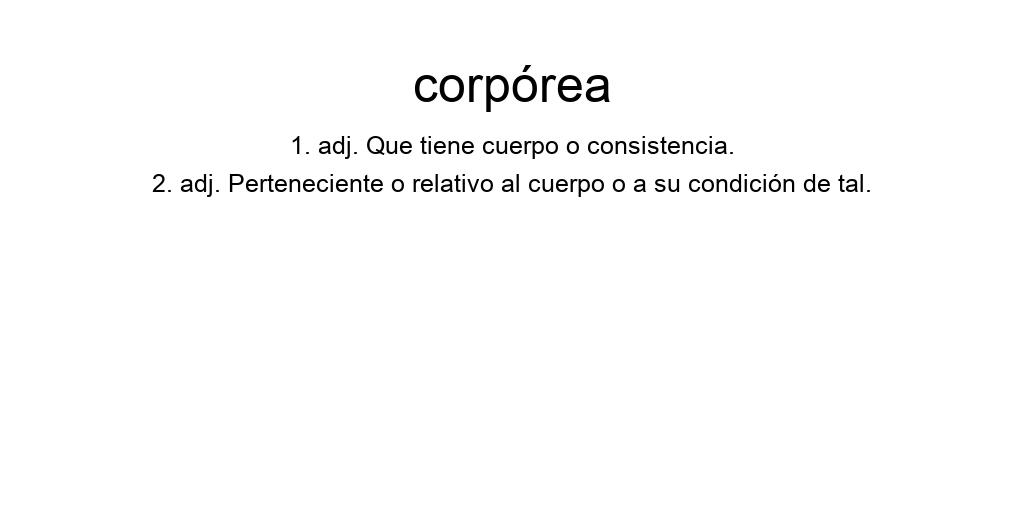 corpórea
1. adj. Que tiene cuerpo o consistencia.
2. adj. Perteneciente o relativo al cuerpo o a su condición de tal.